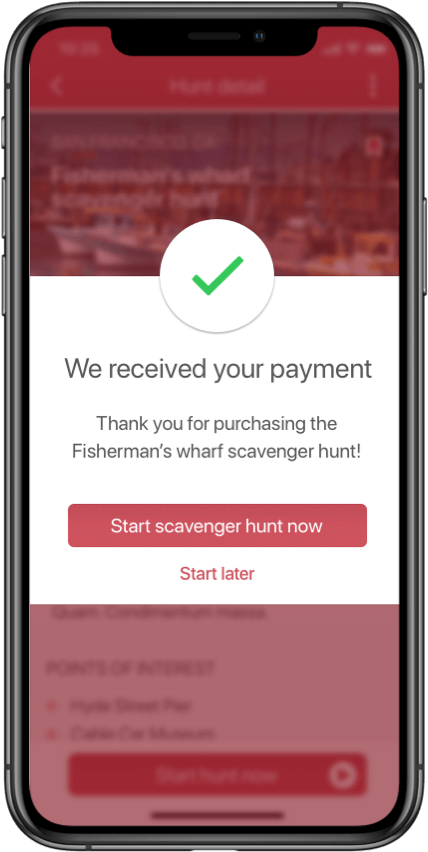 10:25
Hunt detail
SAN FRANCISCO, CA
Fisherman's wharf
scavenger hunt
We received your payment
Thank you for purchasing the
Fisherman’s wharf scavenger hunt!
Start scavenger hunt now
Start later
Quam Condimentum massa
POINTS OF INTEREST
Hyde Street Pier
Cable Car Museum
Start hunt now